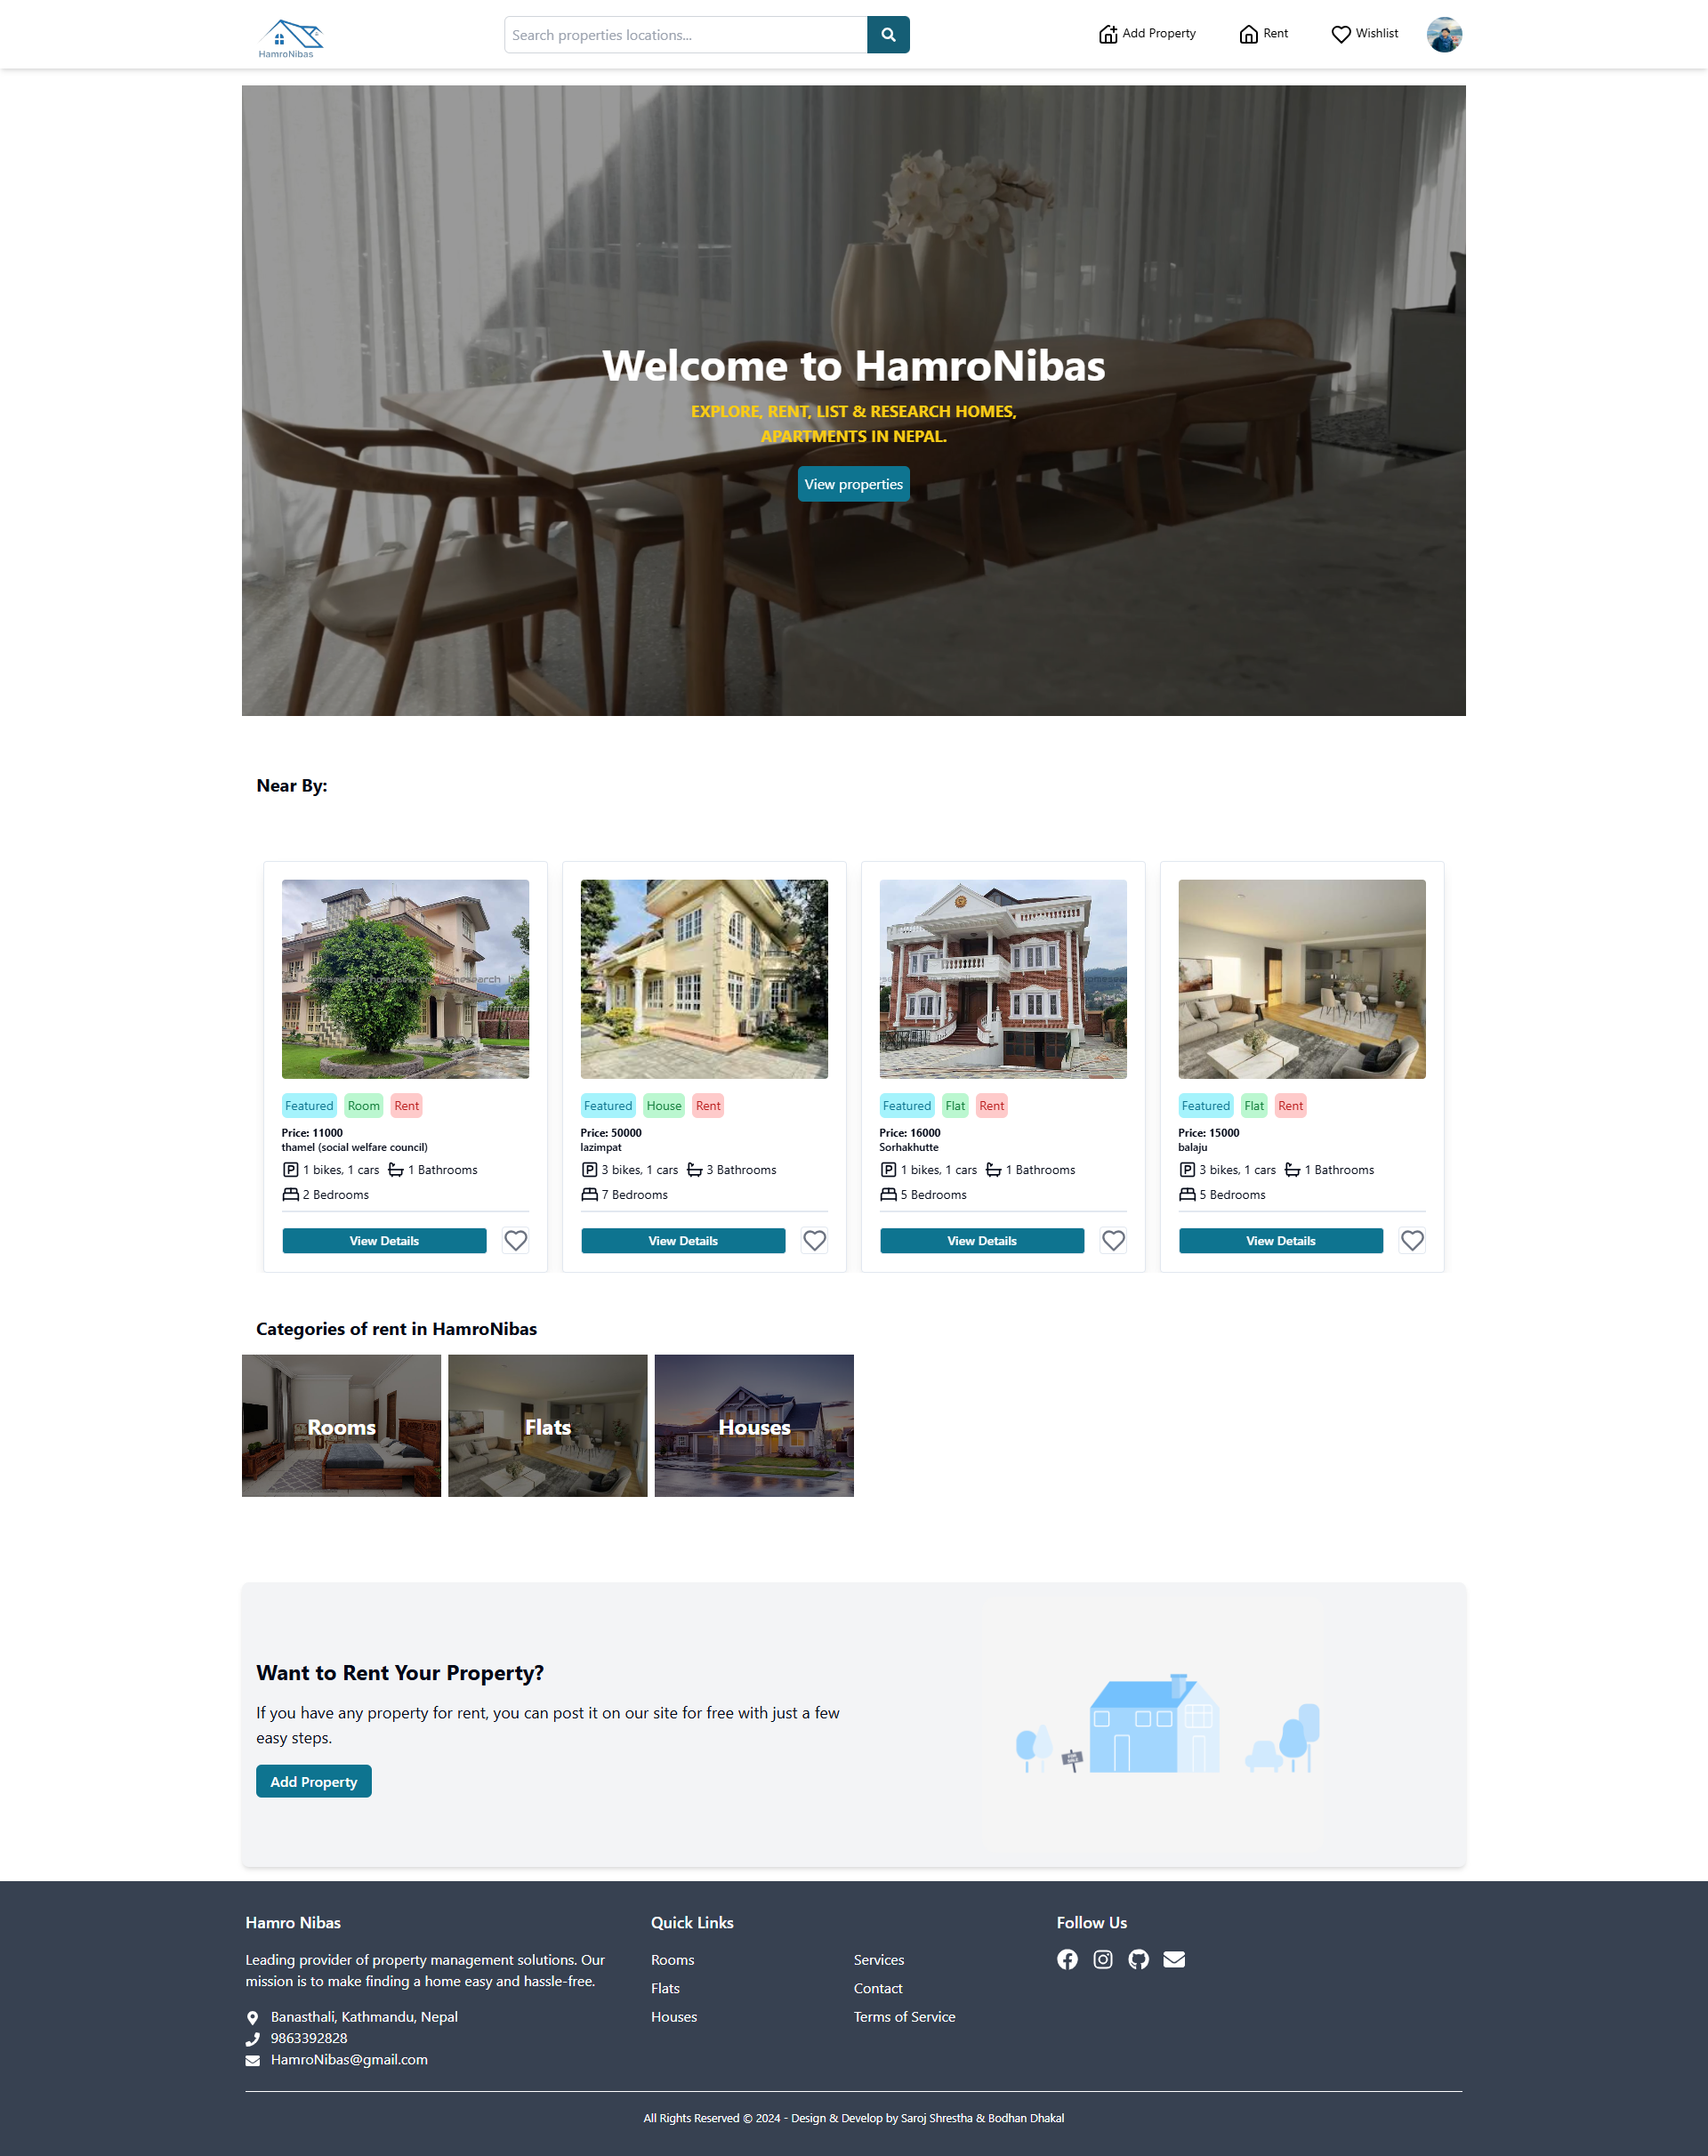 HamroNibas
Search properties locations...
Add Property
Rent
Wishlist
Welcome to HamroNibas
EXPLORE, RENT, LIST & RESEARCH HOMES,
APARTMENTS IN NEPAL.
View properties
Near By:
Featured Room Rent
Price: 11000
thamel (social welfare council)
1 bikes, 1 cars 1 Bathrooms
2 Bedrooms
View Details
Featured House Rent
Price: 50000
lazimpat
3 bikes, 1 cars 3 Bathrooms
7 Bedrooms
View Details
Featured Flat Rent
Price: 16000
Sorhakhutte
1 bikes, 1 cars 1 Bathrooms
5 Bedrooms
View Details
Featured Flat Rent
Price: 15000
balaju
3 bikes, 1 cars 1 Bathrooms
5 Bedrooms
View Details
Categories of rent in HamroNibas
Rooms
Flats
Houses
Want to Rent Your Property?
If you have any property for rent, you can post it on our site for free with just a few
easy steps.
Add Property
Hamro Nibas
Leading provider of property management solutions. Our
mission is to make finding a home easy and hassle-free.
Banasthali, Kathmandu, Nepal
9863392828
HamroNibas@gmail.com
Quick Links
Rooms
Flats
Houses
Services
Contact
Terms of Service
Follow Us
All Rights Reserved © 2024 - Design & Develop by Saroj Shrestha & Bodhan Dhakal